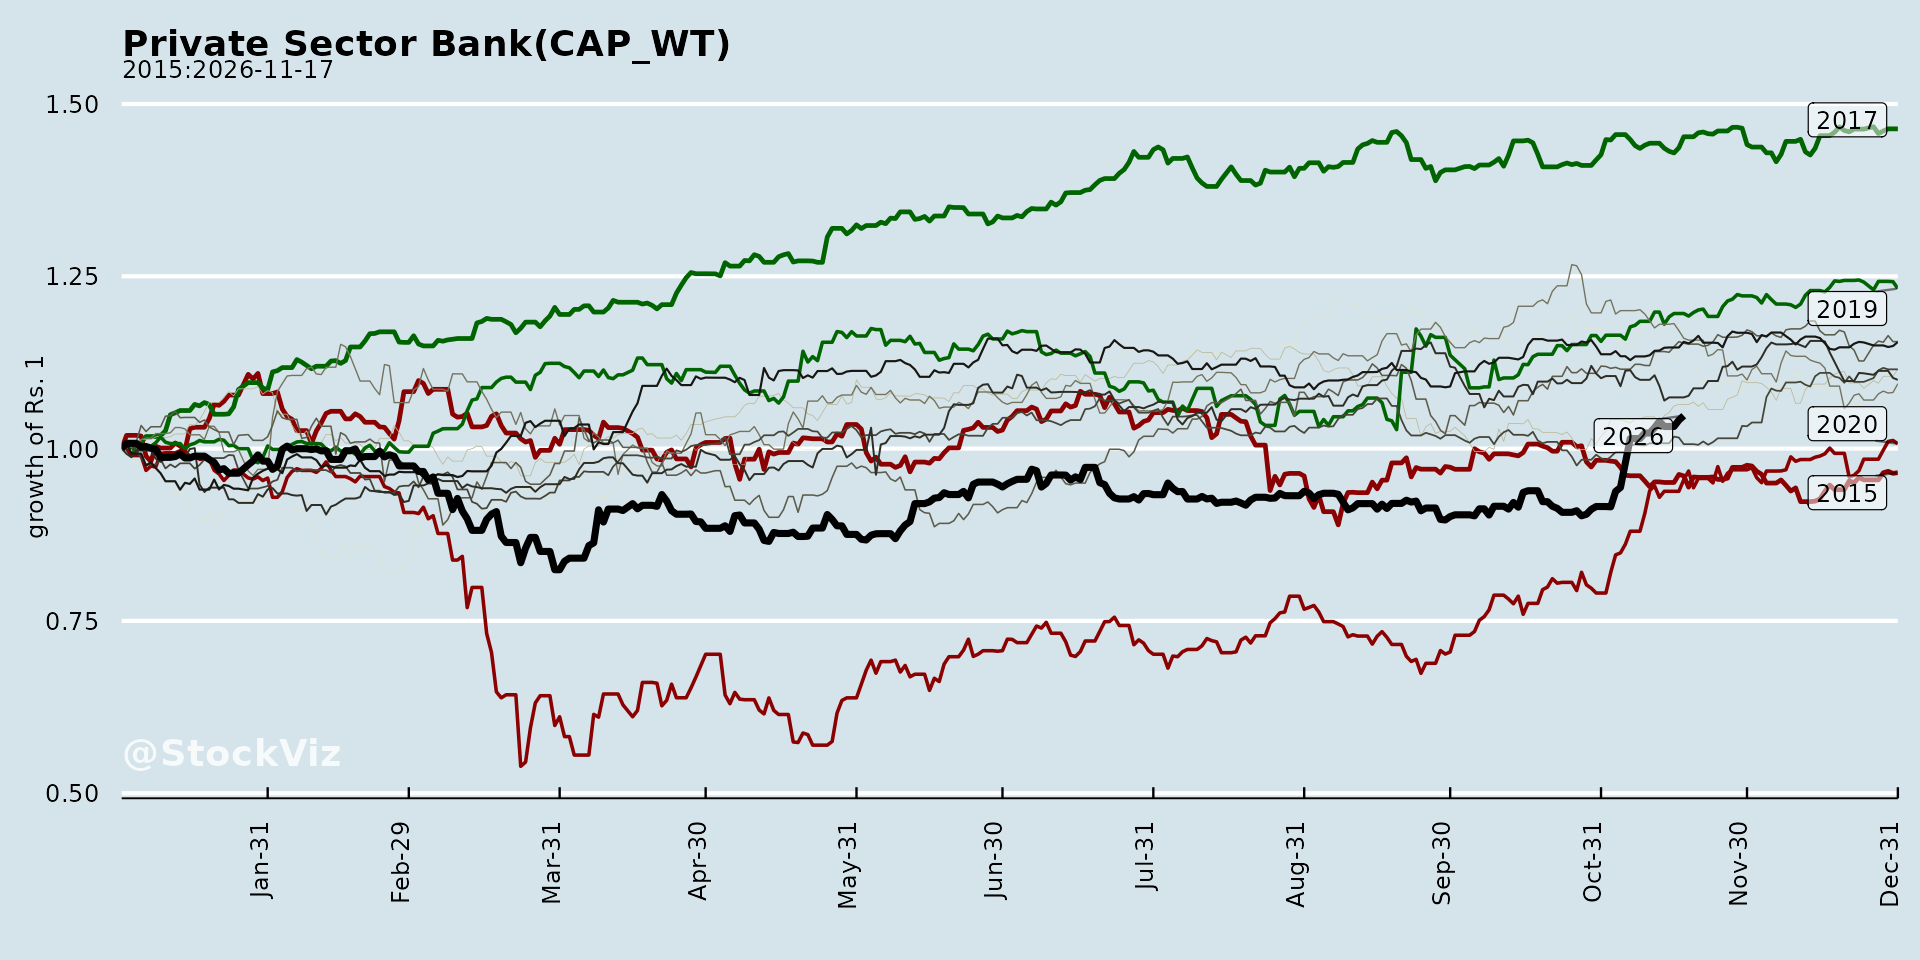 Private Sector Bank(CAP_WT)
2015:2026-11-17
growth of Rs. 1
1.50
1.25
1.00
0.75
0.50
2017
2019
2020
2026
2015
@StockViz
Jan-31
Feb-29
Mar-31
Apr-30
May-31
Jun-30
Jul-31
Aug-31
Sep-30
Oct-31
Nov-30
Dec-31